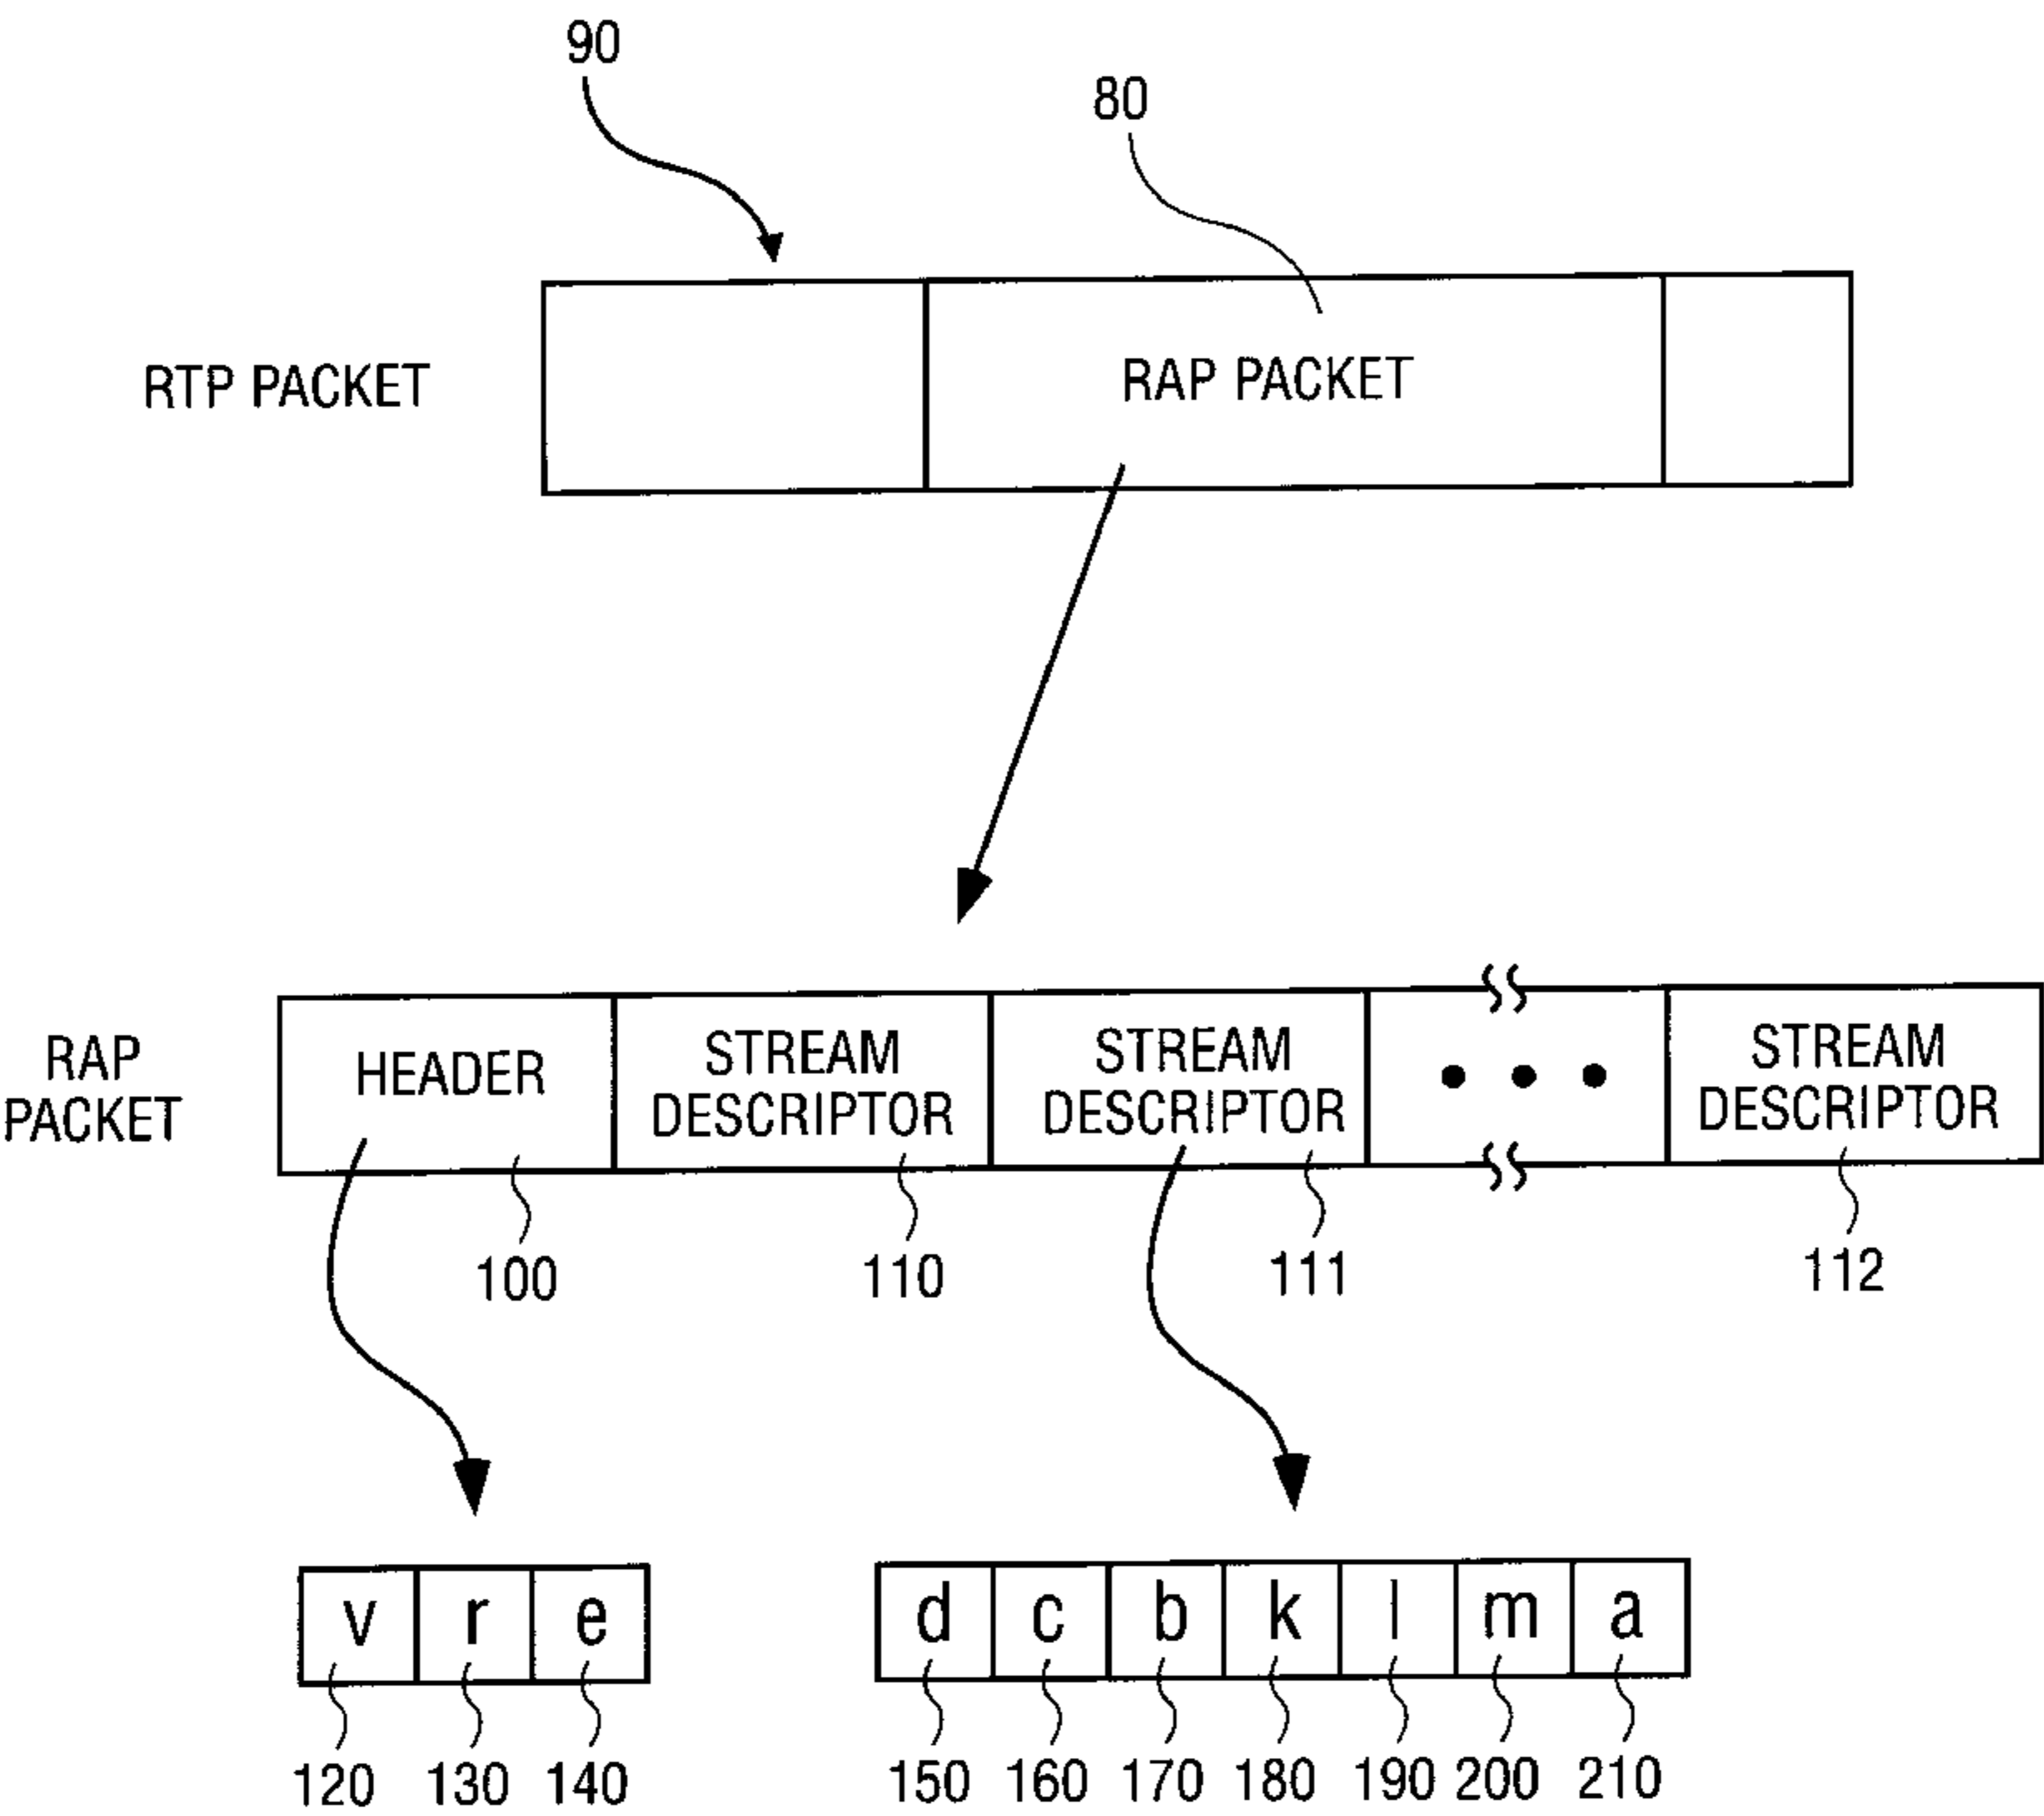 90
80
RTP PACKET
RAP PACKET
RAP
PACKET
HEADER
STREAM
DESCRIPTOR
STREAM
DESCRIPTOR
• • •
STREAM
DESCRIPTOR
100
110
111
112
v r e
d c b k l m a
120 130 140
150 160 170 180 190 200 210